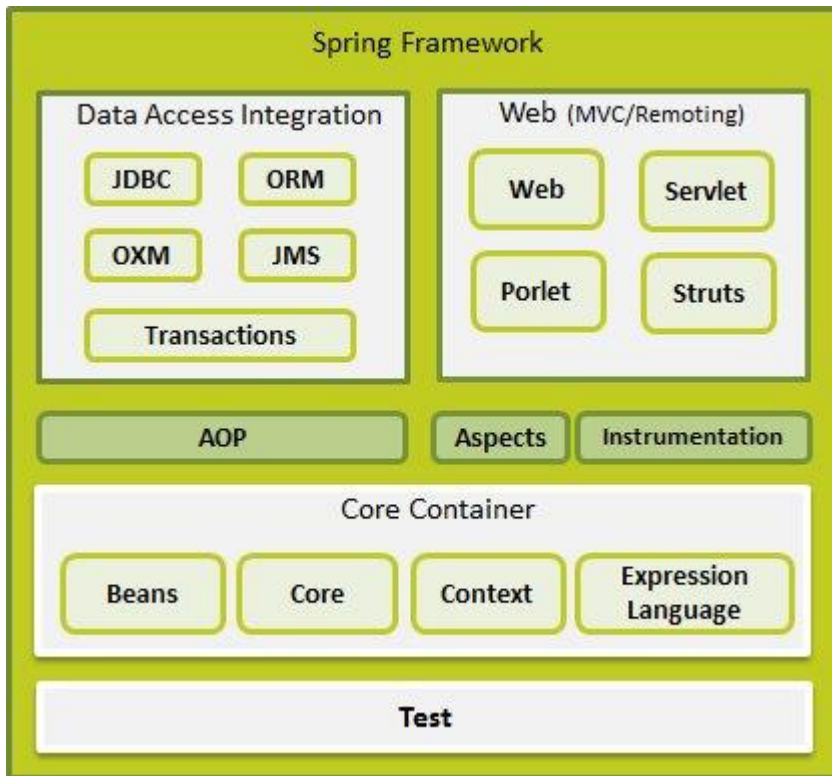 Spring Framework
Data Access Integration
JDBC
ORM
OXM
JMS
Transactions
Web (MVC/Remoting)
Web
Servlet
Porlet
Struts
AOP
Aspects
Instrumentation
Core Container
Beans
Core
Context
Expression
Language
Test